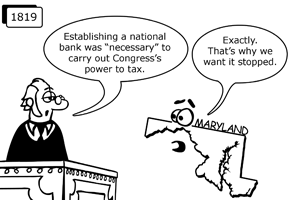 1819
Establishing a national
bank was “necessary” to
carry out Congress’s
power to tax.
Exactly.
That’s why we
want it stopped.
MARYLAND